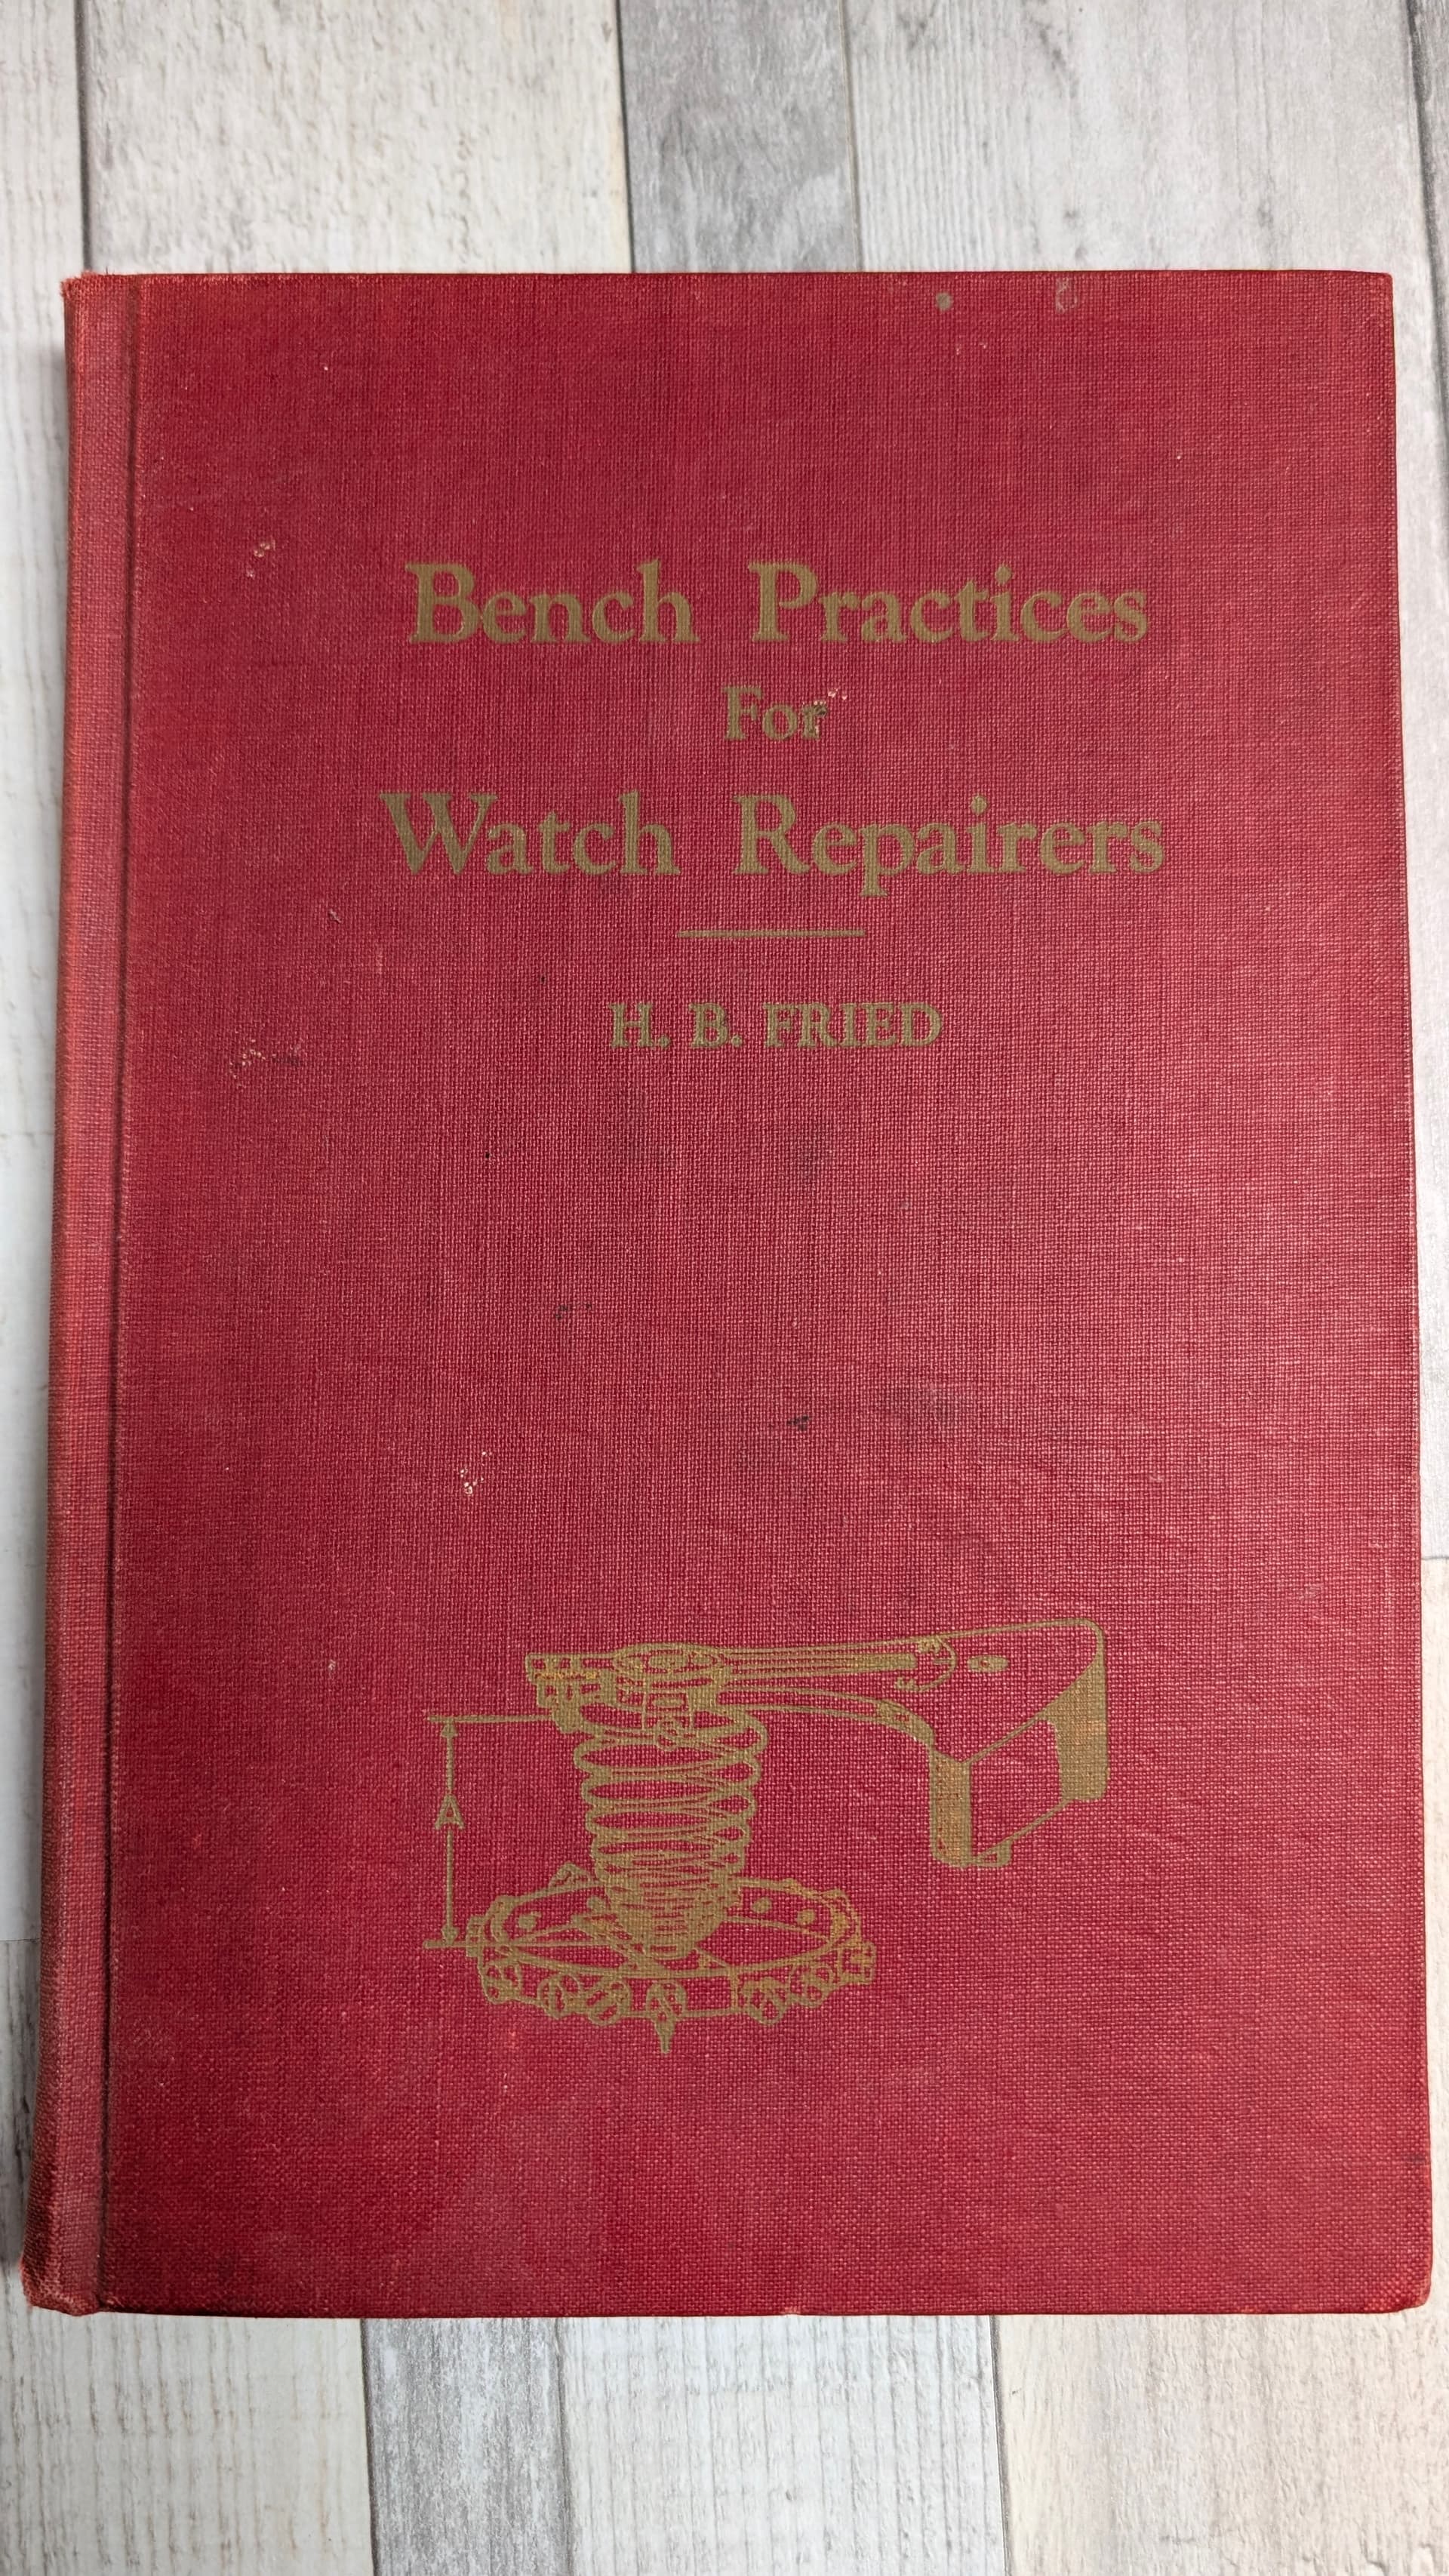 Bench Practices
For
Watch Repairers
H. B. FRIED
A